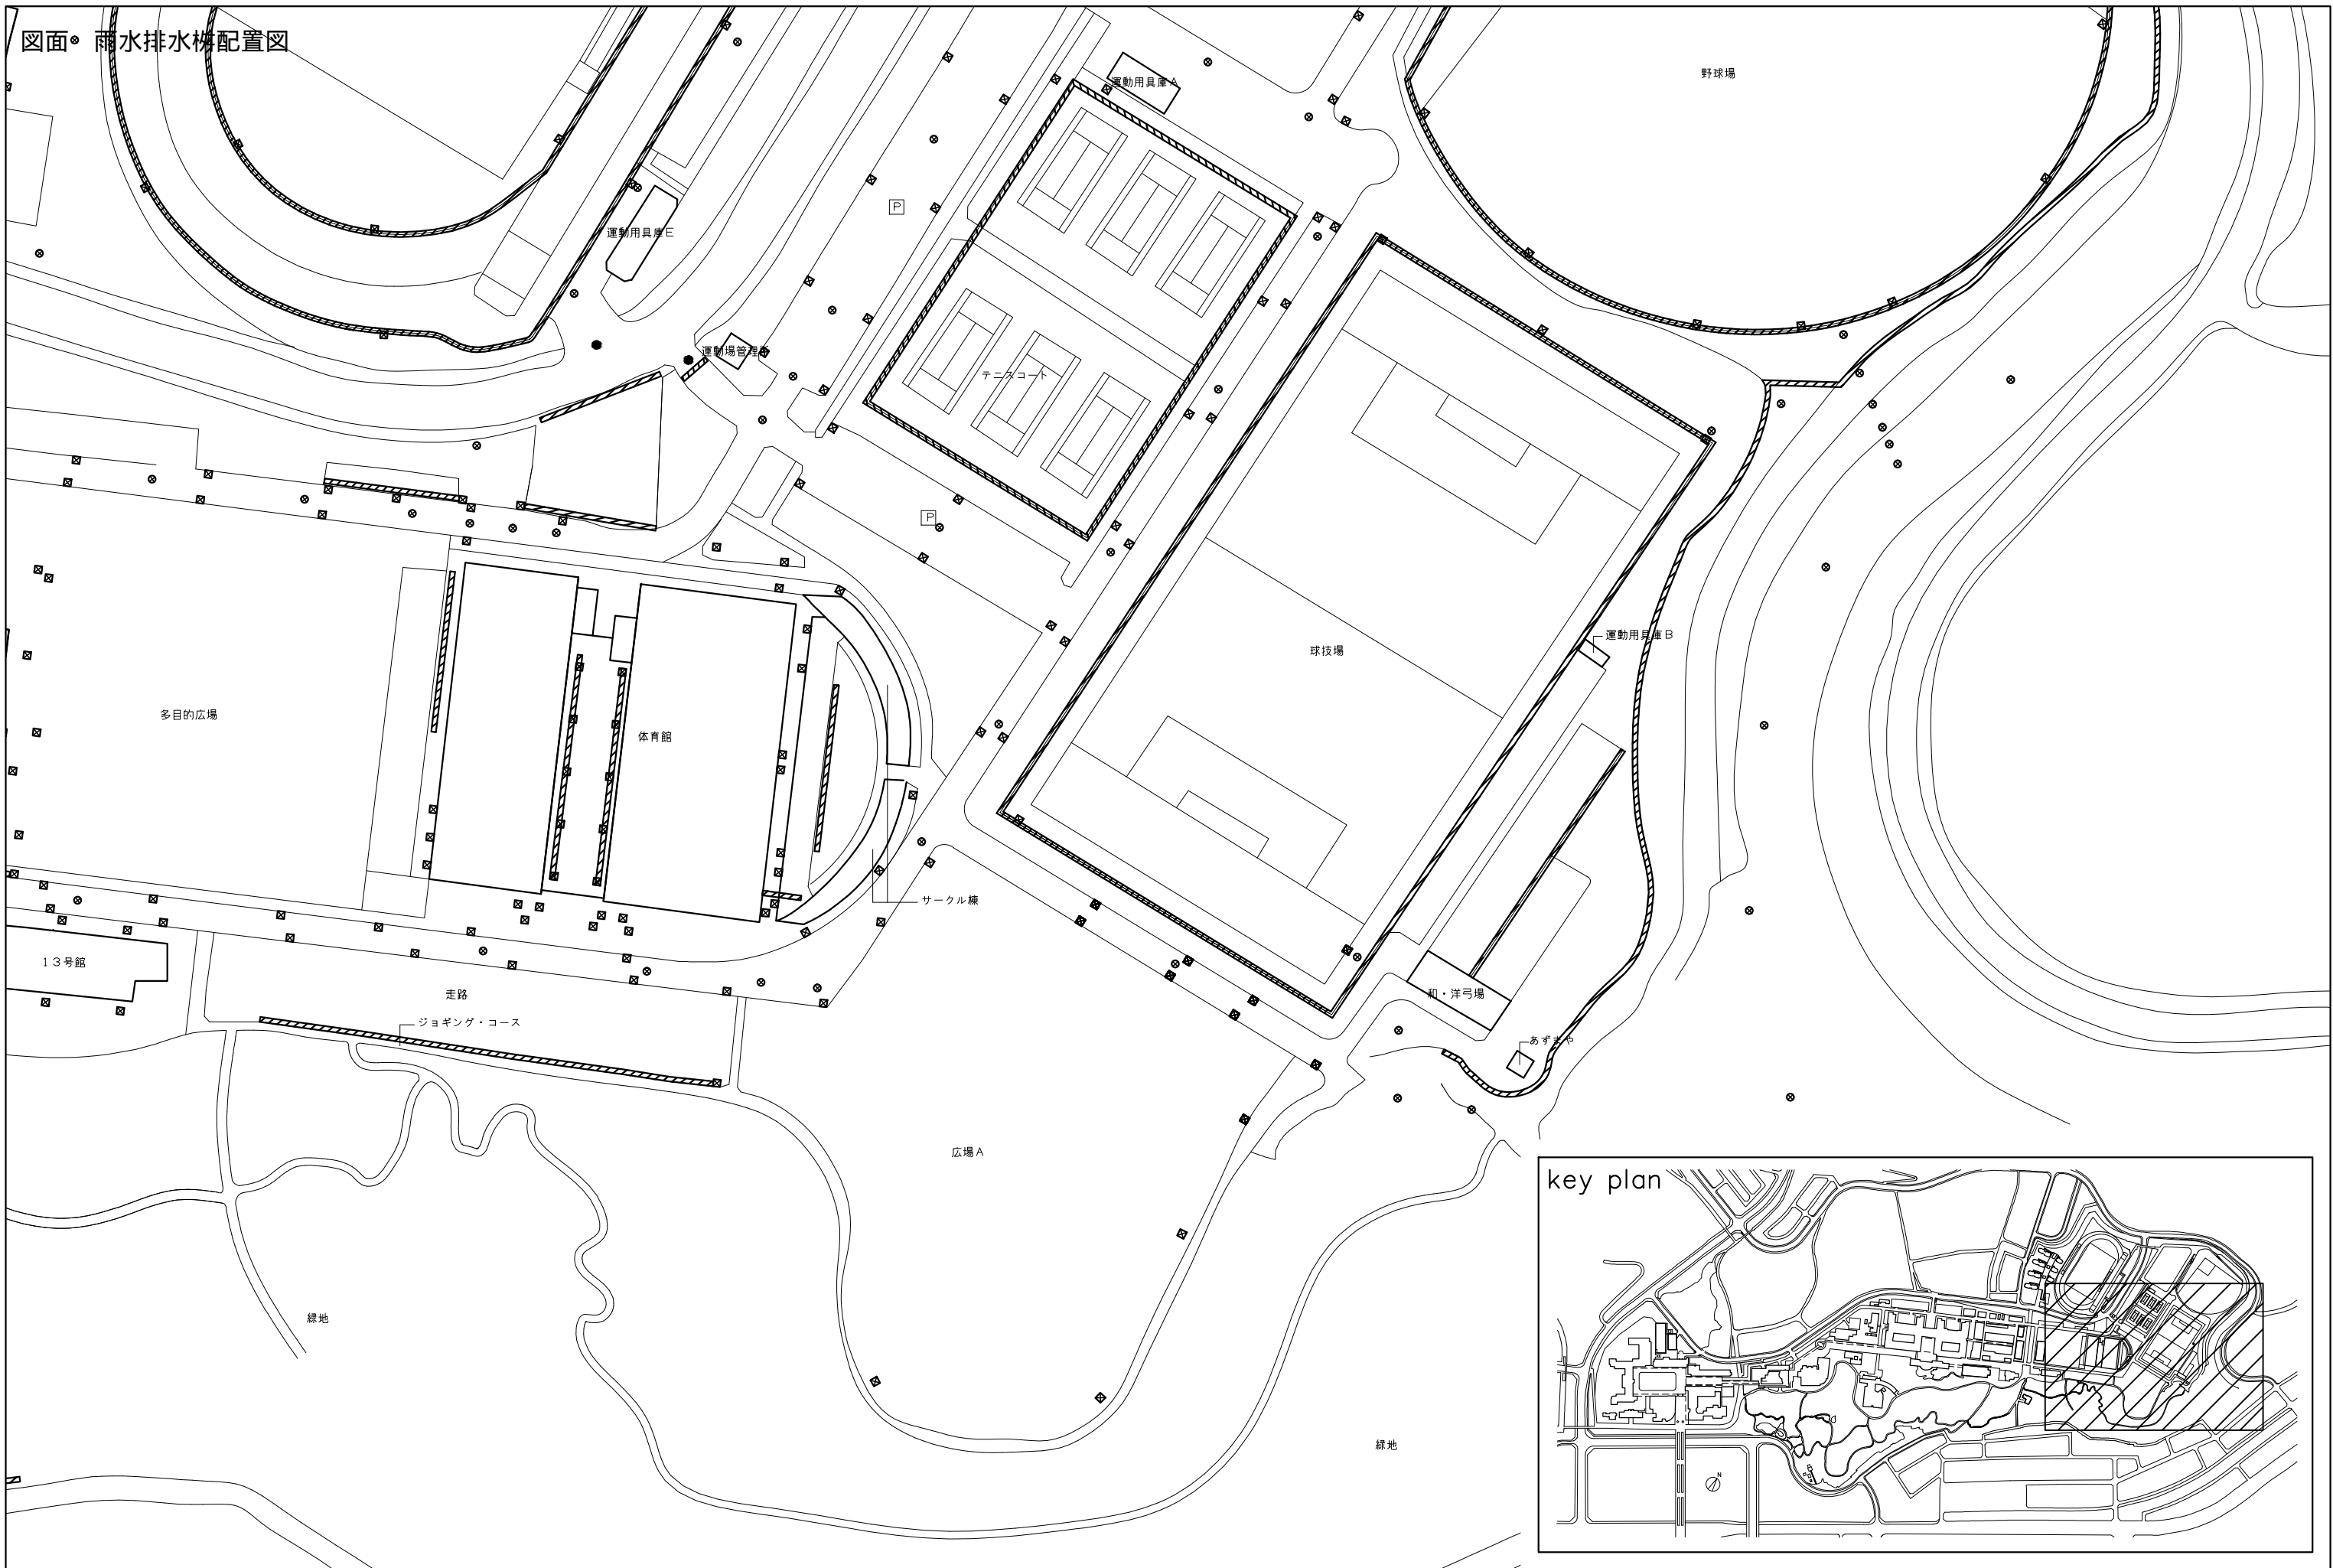 図面 雨水排水桝配置図
野球場
運動用具庫A
P
運動用具庫E
運動場管理
テニスコート
P
運動用具庫B
球技場
多目的広場
体育館
サークル棟
13号館
走路
和・洋弓場
ジョギング・コース
あずまや
広場A
key plan
緑地
緑地
N